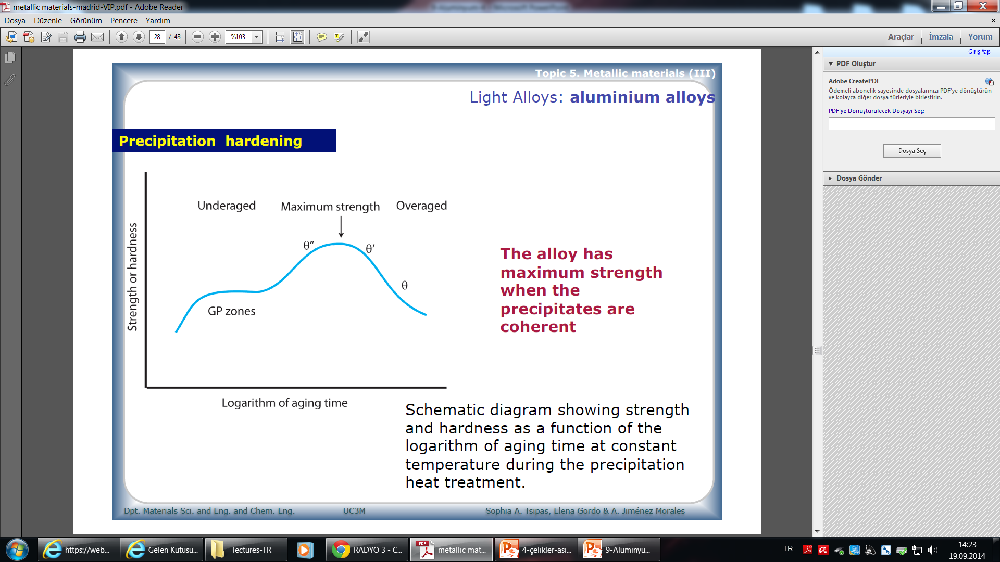 metallic materials-madrid-VIP.pdf - Adobe Reader
Dosya Düzenle Görünüm Pencere Yardım
28 / 43 %103
Araçlar İmzala Yorum
Giriş Yap
PDF Oluştur
Adobe CreatePDF
Ödemeli abonelik sayesinde dosyalarınızı PDF'ye dönüştürün
ve kolayca diğer dosya türleriyle birleştirin.
PDF'ye Dönüştürülecek Dosyayı Seç:
Dosya Seç
Dosya Gönder
Topic 5. Metallic materials (III)
Light Alloys: aluminium alloys
Precipitation hardening
Underaged Maximum strength Overaged
θ″ θ′
θ
GP zones
Strength or hardness
Logarithm of aging time
The alloy has
maximum strength
when the
precipitates are
coherent
Schematic diagram showing strength
and hardness as a function of the
logarithm of aging time at constant
temperature during the precipitation
heat treatment.
Dpt. Materials Sci. and Eng. and Chem. Eng. UC3M Sophia A. Tsipas, Elena Gordo & A. Jiménez Morales
https://web... Gelen Kutusu... lectures-TR RADYO 3 - C... metallic mat... 4-çelikler-asi... 9-Aluminyu... TR 14:23
19.09.2014